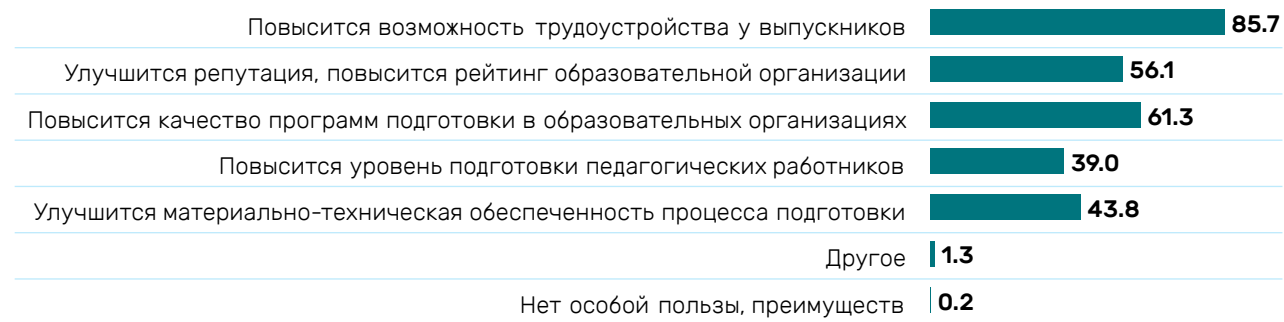 Повысится возможность трудоустройства у выпускников 85.7
Улучшится репутация, повысится рейтинг образовательной организации 56.1
Повысится качество программ подготовки в образовательных организациях 61.3
Повысится уровень подготовки педагогических работников 39.0
Улучшится материально-техническая обеспеченность процесса подготовки 43.8
Другое 1.3
Нет особой пользы, преимуществ 0.2